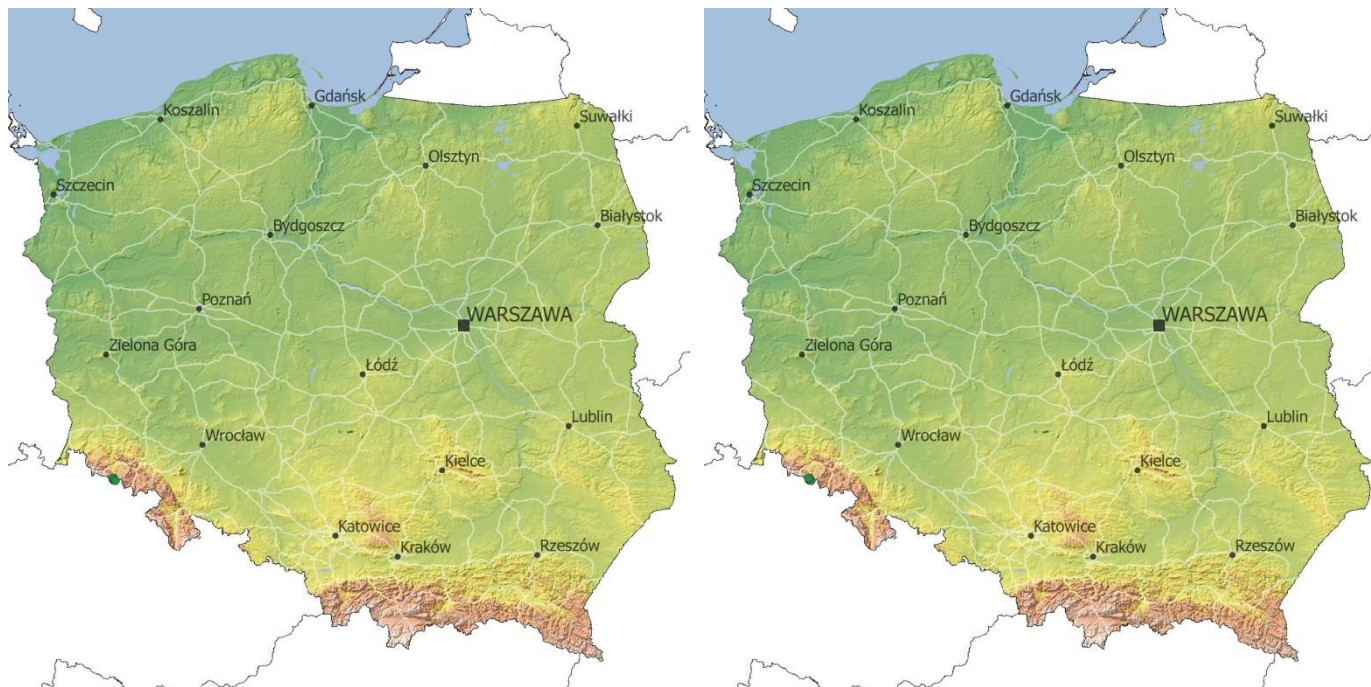 Gdańsk
Koszalin
Suwałki
Olsztyn
Szczecin
Białystok
Bydgoszcz
Poznań
WARSZAWA
Zielona Góra
Łódź
Lublin
Wrocław
Kielce
Katowice
Kraków
Rzeszów
Gdańsk
Koszalin
Suwałki
Olsztyn
Szczecin
Białystok
Bydgoszcz
Poznań
WARSZAWA
Zielona Góra
Łódź
Lublin
Wrocław
Kielce
Katowice
Kraków
Rzeszów